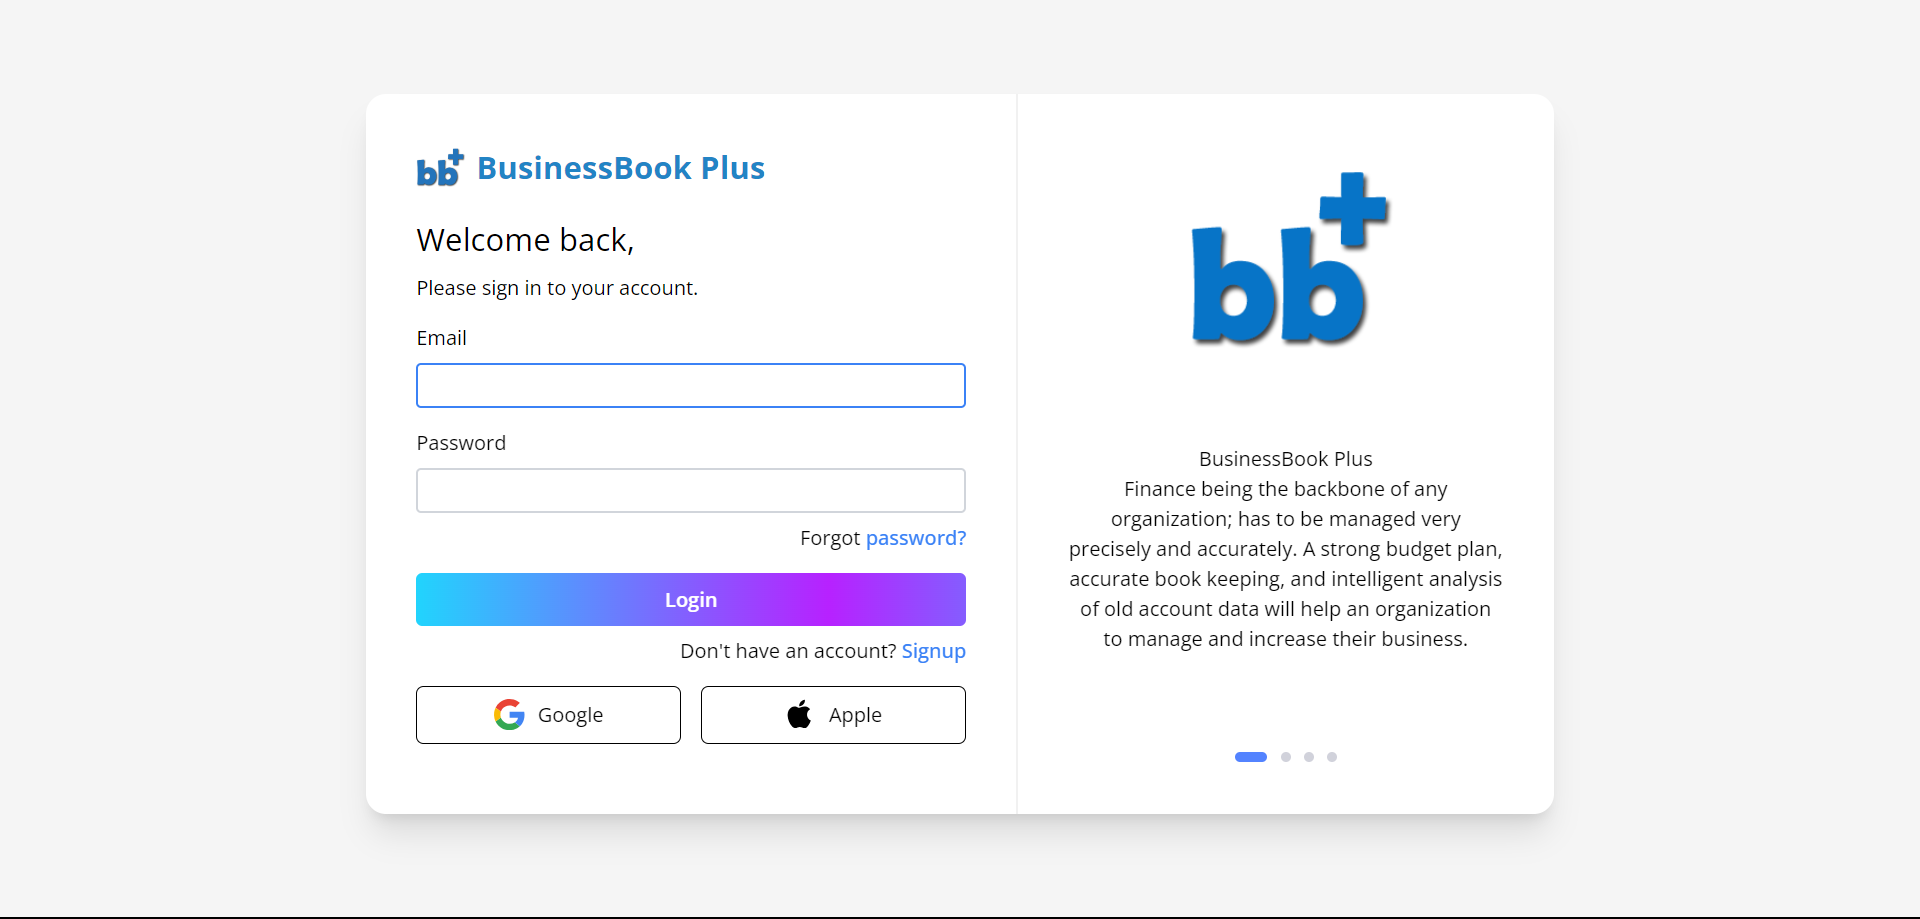 bb+ BusinessBook Plus
Welcome back,
Please sign in to your account.
Email
Password
Forgot password?
Login
Don't have an account? Signup
Google
Apple
bb+
BusinessBook Plus
Finance being the backbone of any
organization; has to be managed very
precisely and accurately. A strong budget plan,
accurate book keeping, and intelligent analysis
of old account data will help an organization
to manage and increase their business.